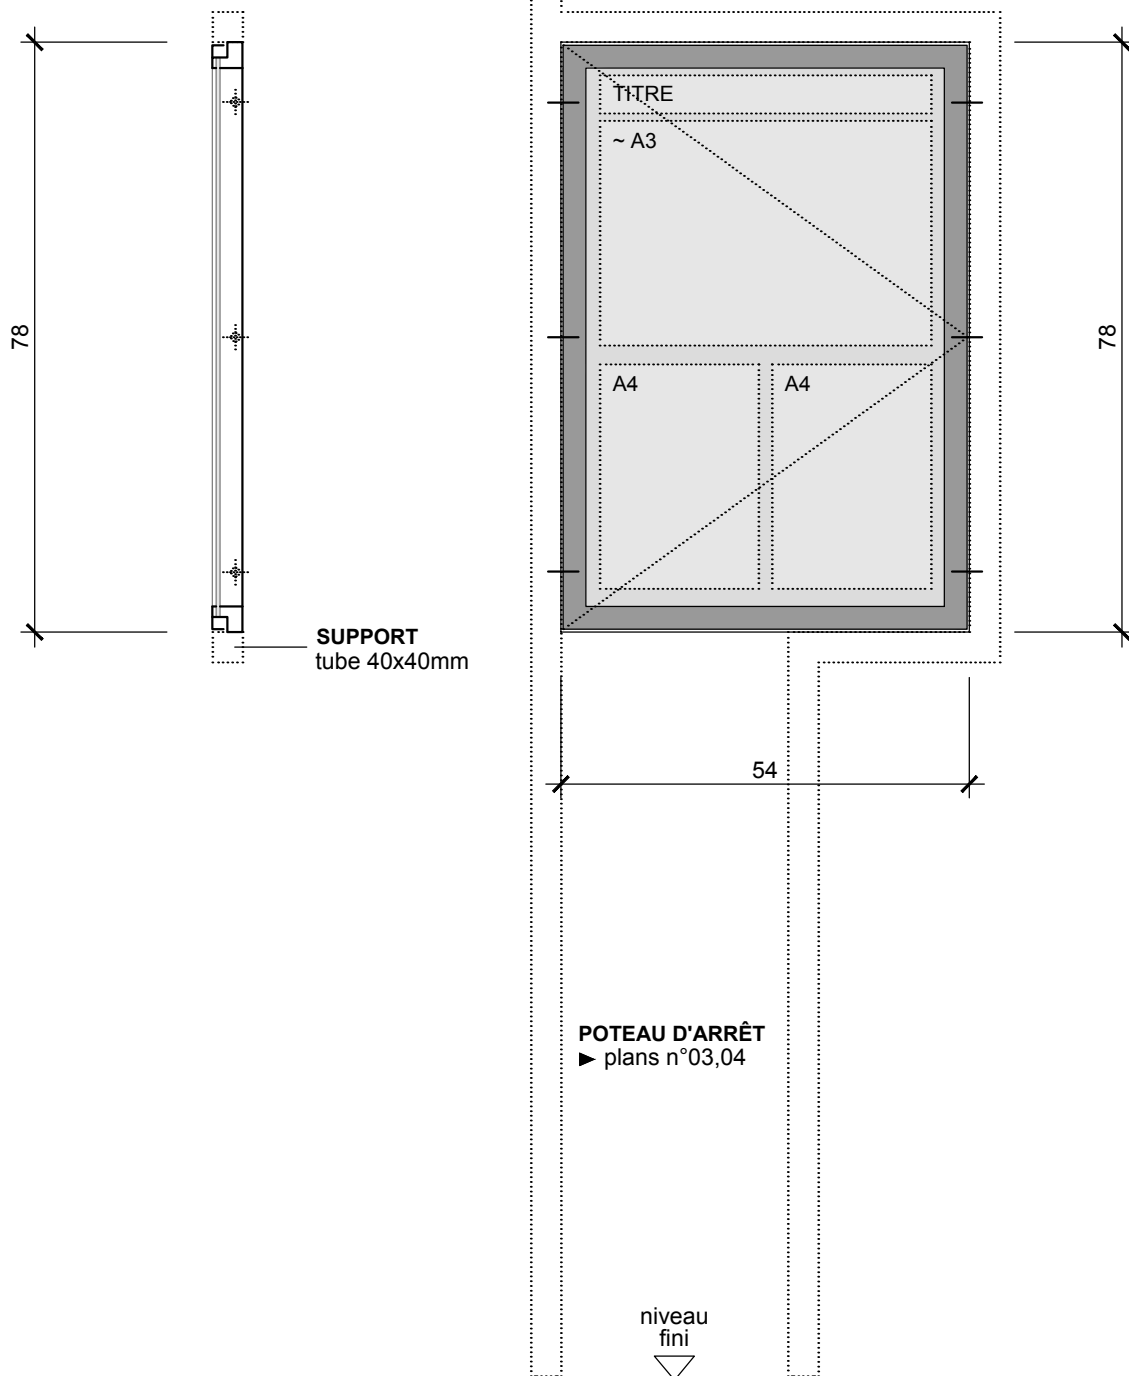 TITRE
~ A3
78
78
A4
A4
SUPPORT
tube 40x40mm
54
POTEAU D'ARRÊT
► plans n°03,04
niveau
fini